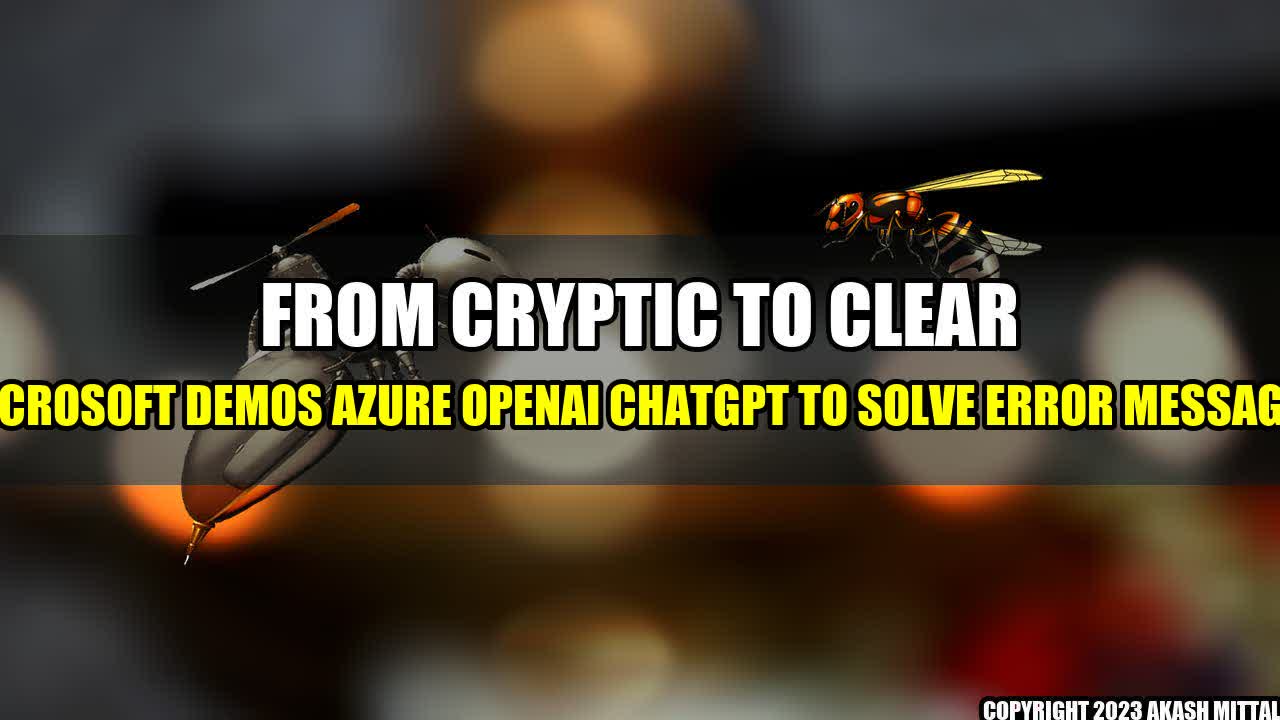 FROM CRYPTIC TO CLEAR
CROSOFT DEMOS AZURE OPENAI CHATGPT TO SOLVE ERROR MESSAG
COPYRIGHT 2023 AKASH MITTAL